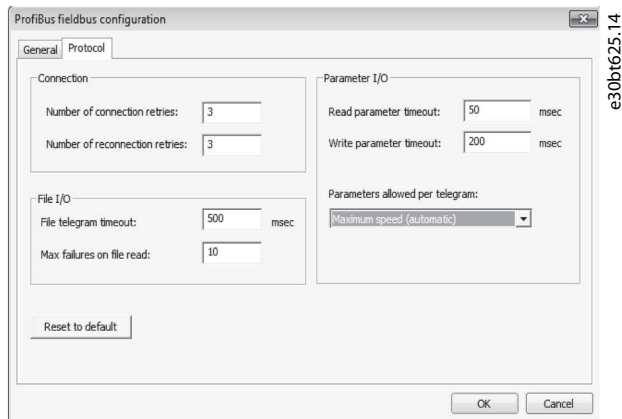 ProfiBus fieldbus configuration
General Protocol
Connection
Number of connection retries: 3
Number of reconnection retries: 3
File I/O
File telegram timeout: 500 msec
Max failures on file read: 10
Parameter I/O
Read parameter timeout: 50 msec
Write parameter timeout: 200 msec
Parameters allowed per telegram:
Maximum speed (automatic)
Reset to default
OK Cancel
e30bt625.14